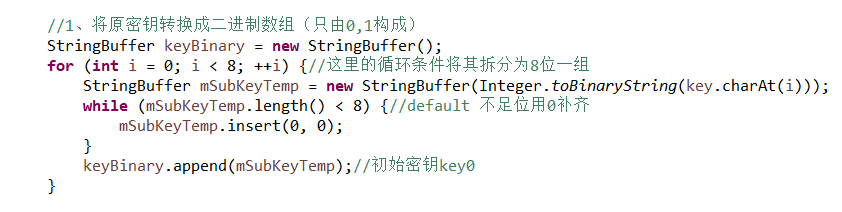 //1、将原密钥转换成二进制数组（只由0,1构成）
StringBuffer keyBinary = new StringBuffer();
for (int i = 0; i < 8; ++i) {//这里的循环条件将其拆分为8位一组
    StringBuffer mSubKeyTemp = new StringBuffer(Integer.toBinaryString(key.charAt(i)));
    while (mSubKeyTemp.length() < 8) {//default 不足位用0补齐
        mSubKeyTemp.insert(0, 0);
    }
    keyBinary.append(mSubKeyTemp);//初始密钥key0
}